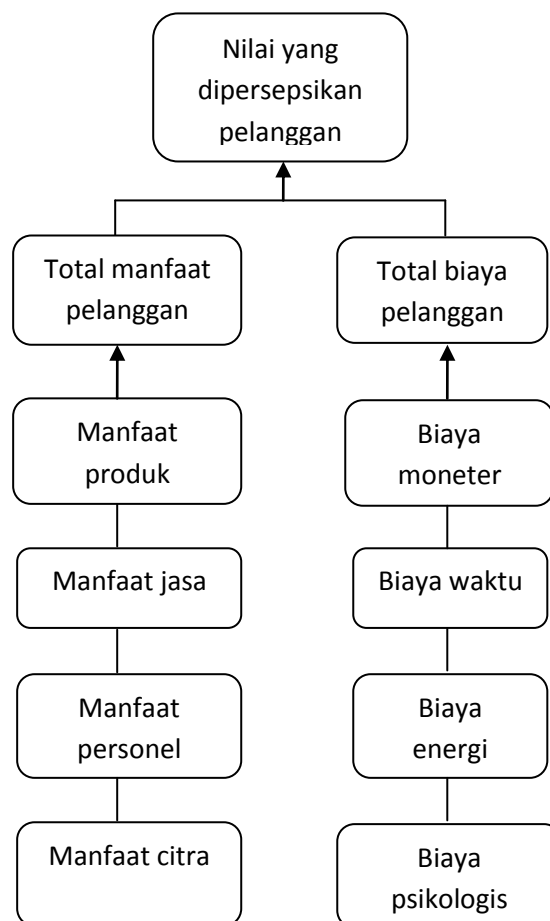 Nilai yang
dipersepsikan
pelanggan
Total manfaat
pelanggan
Total biaya
pelanggan
Manfaat
produk
Biaya
moneter
Manfaat jasa
Biaya waktu
Manfaat
personel
Biaya
energi
Manfaat citra
Biaya
psikologis